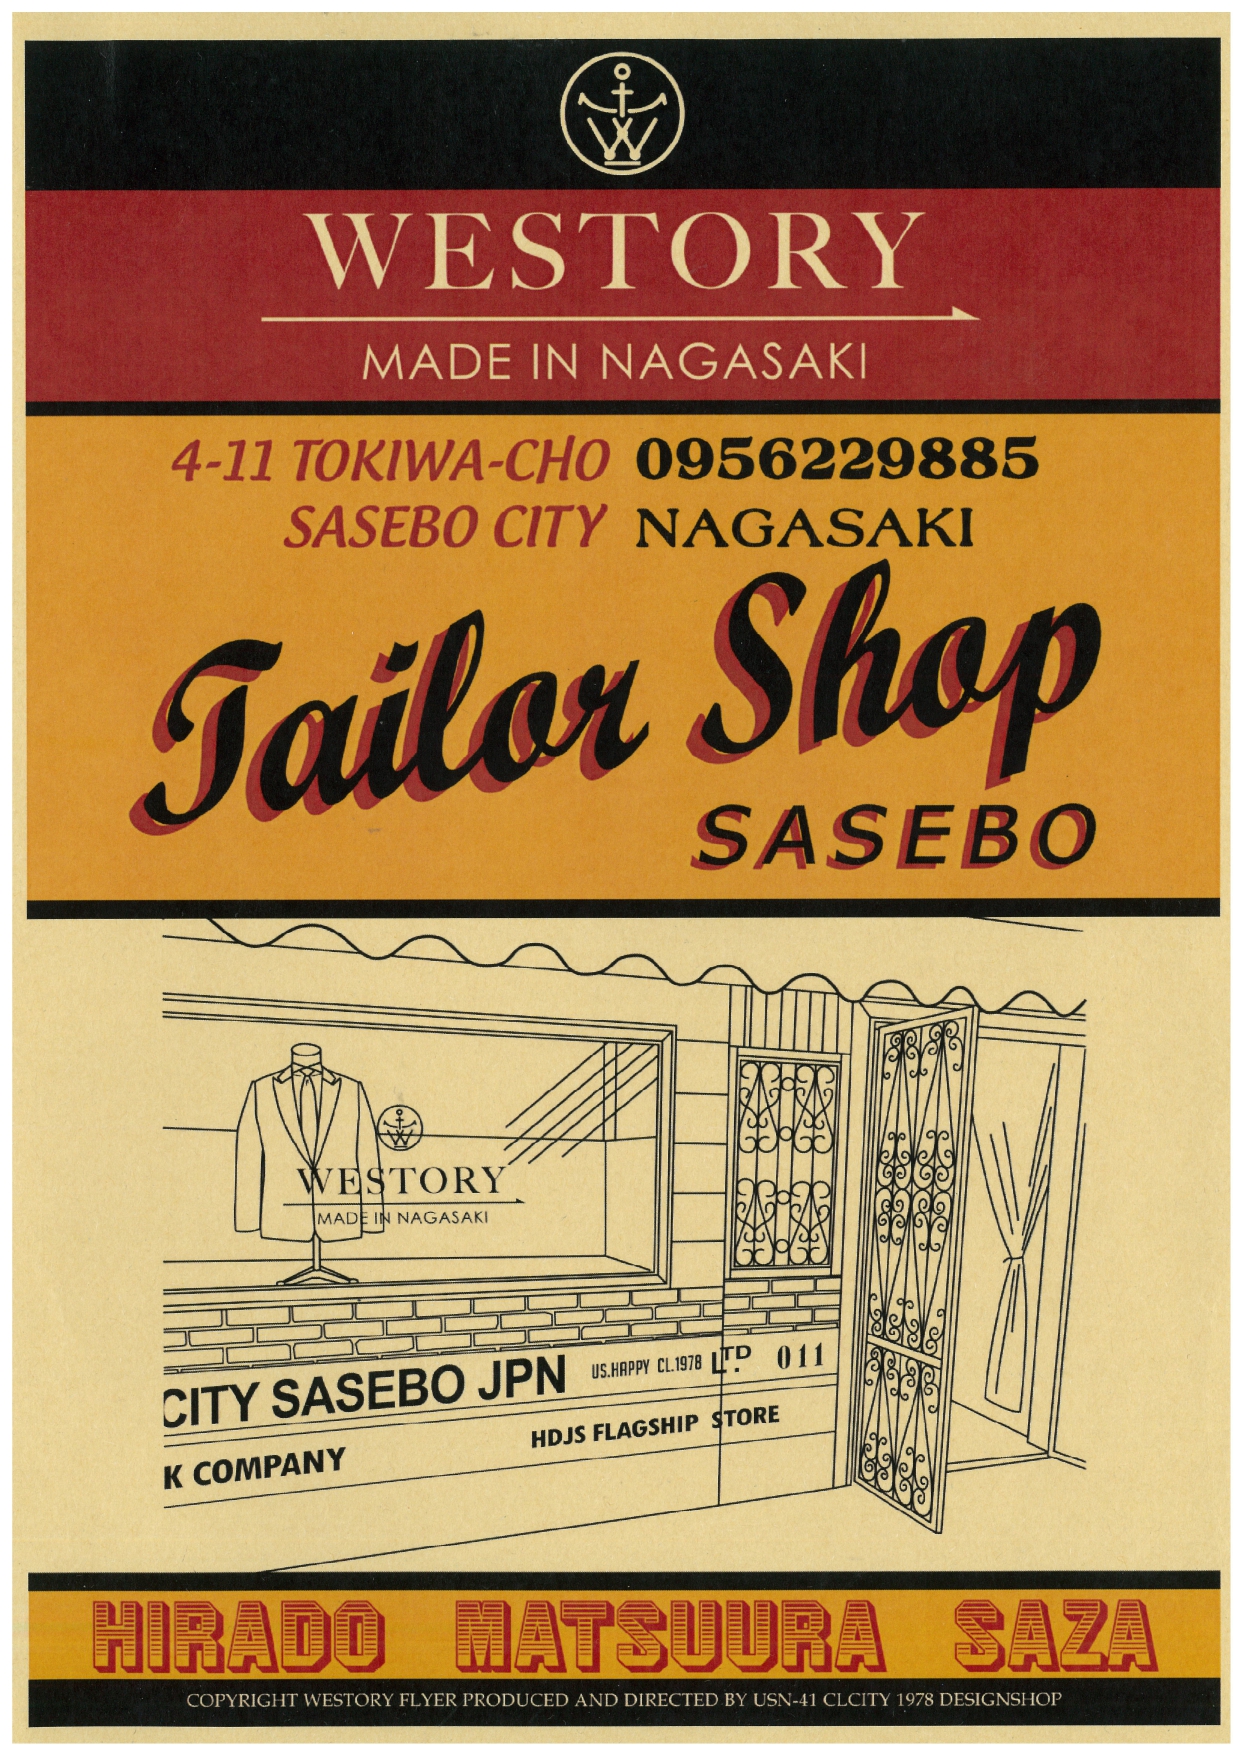 WESTORY
MADE IN NAGASAKI
4-11 TOKIWA-CHO 0956229885
SASEBO CITY NAGASAKI
Tailor Shop
SASEBO
WESTORY
MADE IN NAGASAKI
CITY SASEBO JPN US.HAPPY CL.1978 LTD. 011
K COMPANY HDJS FLAGSHIP STORE
HIRADO MATSUURA SAZA
COPYRIGHT WESTORY FLYER PRODUCED AND DIRECTED BY USN-41 CLCITY 1978 DESIGNSHOP